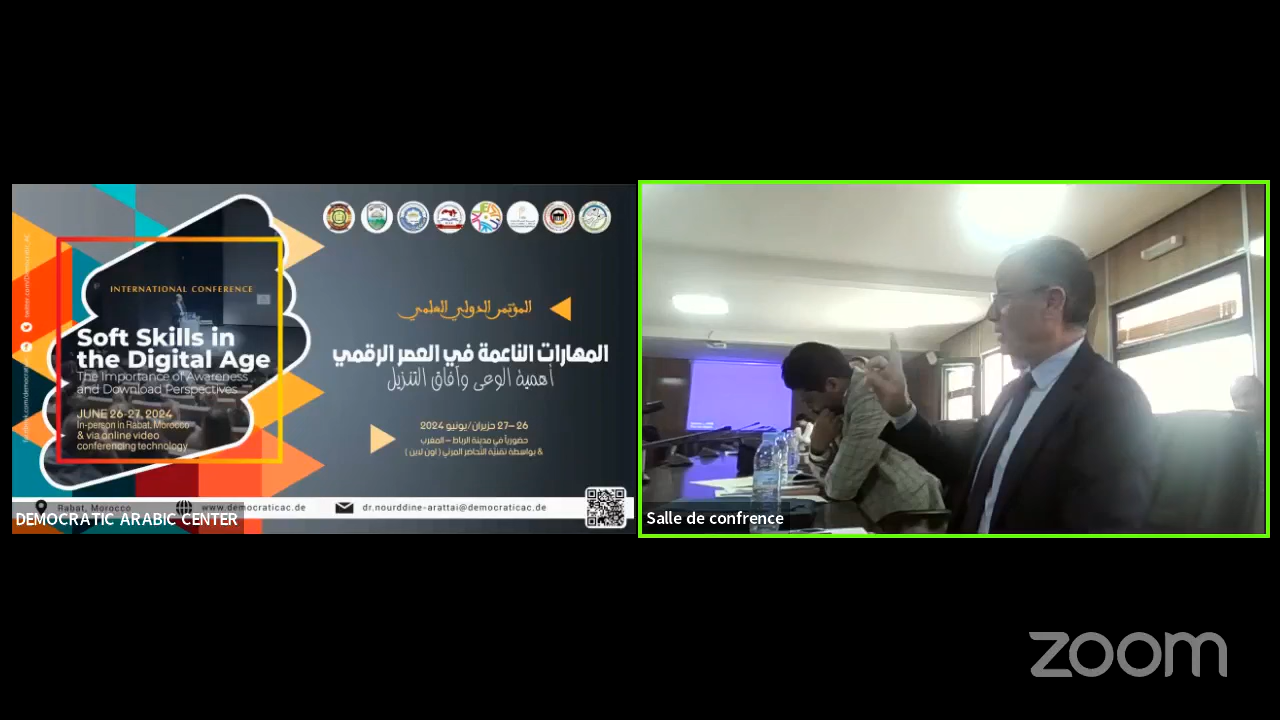 INTERNATIONAL CONFERENCE
Soft Skills in
the Digital Age
The Importance of Awareness
and Download Perspectives
JUNE 26-27, 2024
In-person in Rabat, Morocco
& via online video
conferencing technology
المؤتمر الدولي العلمي
المهارات الناعمة في العصر الرقمي
أهمية الوعي وآفاق التنزيل
26–27 حزيران/يونيو 2024
حضورياً في مدينة الرباط – المغرب
& بواسطة تقنيّة التّحاضر المرئي ( اون لاين )
Rabat, Morocco
www.democraticac.de
dr.nourddine-arattai@democraticac.de
DEMOCRATIC ARABIC CENTER
Salle de confrence
zoom